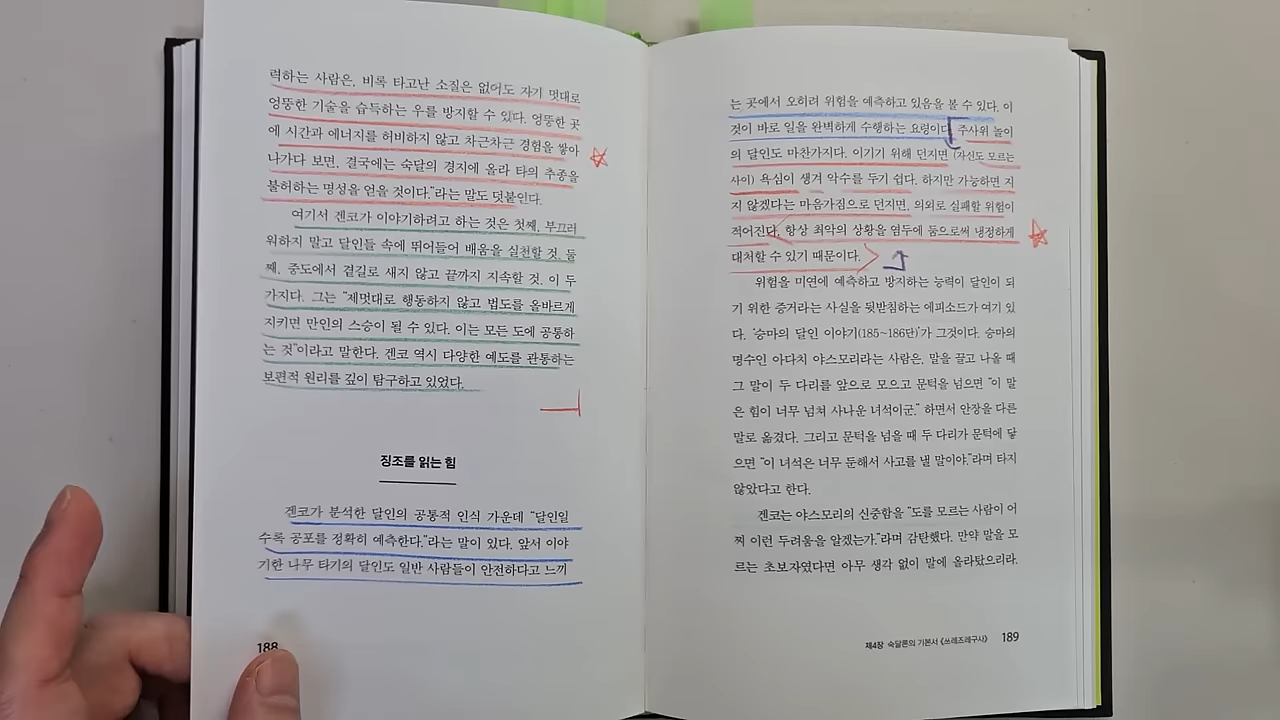 력하는 사람은, 비록 타고난 소질은 없어도 자기 멋대로
엉뚱한 기술을 습득하는 우를 방지할 수 있다. 엉뚱한 곳
에 시간과 에너지를 허비하지 않고 차근차근 경험을 쌓아
나가다 보면, 결국에는 숙달의 경지에 올라 타의 추종을
불허하는 명성을 얻을 것이다."라는 말도 덧붙인다.
여기서 겐코가 이야기하려고 하는 것은 첫째, 부끄러
워하지 말고 달인들 속에 뛰어들어 배움을 실천할 것. 둘
째, 중도에서 곁길로 새지 않고 끝까지 지속할 것. 이 두
가지다. 그는 "제멋대로 행동하지 않고 법도를 올바르게
지키면 만인의 스승이 될 수 있다. 이는 모든 도에 공통하
는 것"이라고 말한다. 겐코 역시 다양한 예도를 관통하는
보편적 원리를 깊이 탐구하고 있었다.
징조를 읽는 힘
겐코가 분석한 달인의 공통적 인식 가운데 "달인일
수록 공포를 정확히 예측한다."라는 말이 있다. 앞서 이야
기한 나무 타기의 달인도 일반 사람들이 안전하다고 느끼
188
는 곳에서 오히려 위험을 예측하고 있음을 볼 수 있다. 이
것이 바로 일을 완벽하게 수행하는 요령이다. 주사위 놀이
의 달인도 마찬가지다. 이기기 위해 던지면 (자신도 모르는
사이) 욕심이 생겨 악수를 두기 쉽다. 하지만 가능하면 지
지 않겠다는 마음가짐으로 던지면, 의외로 실패할 위험이
적어진다. 항상 최악의 상황을 염두에 둠으로써 냉정하게
대처할 수 있기 때문이다.
위험을 미연에 예측하고 방지하는 능력이 달인이 되
기 위한 증거라는 사실을 뒷받침하는 에피소드가 여기 있
다. '승마의 달인 이야기(185~186단)'가 그것이다. 승마의
명수인 아다치 야스모리라는 사람은, 말을 끌고 나올 때
그 말이 두 다리를 앞으로 모으고 문턱을 넘으면 "이 말
은 힘이 너무 넘쳐 사나운 녀석이군." 하면서 안장을 다른
말로 옮겼다. 그리고 문턱을 넘을 때 두 다리가 문턱에 닿
으면 "이 녀석은 너무 둔해서 사고를 낼 말이야."라며 타지
않았다고 한다.
겐코는 야스모리의 신중함을 "도를 모르는 사람이 어
찌 이런 두려움을 알겠는가."라며 감탄했다. 만약 말을 모
르는 초보자였다면 아무 생각 없이 말에 올라탔으리라.
제4장 숙달론의 기본서 《쓰레즈레구사》 189